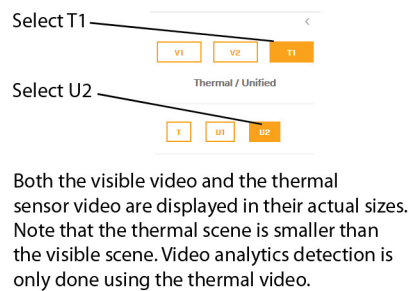 Select T1
<
V1 V2 T1
Thermal / Unified
Select U2
T U1 U2
Both the visible video and the thermal
sensor video are displayed in their actual sizes.
Note that the thermal scene is smaller than
the visible scene. Video analytics detection is
only done using the thermal video.